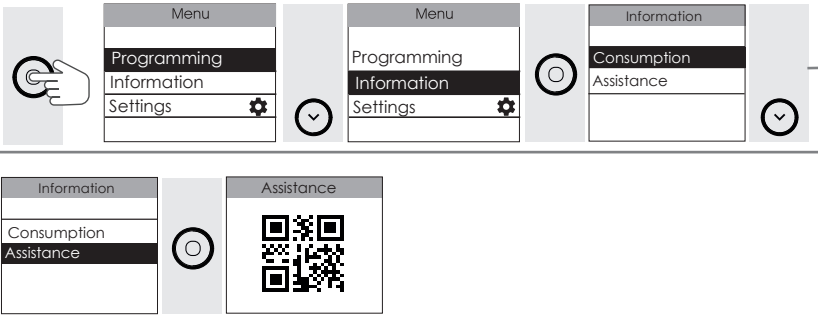 Menu
Programming
Information
Settings
Menu
Programming
Information
Settings
Information
Consumption
Assistance
Information
Consumption
Assistance
Assistance